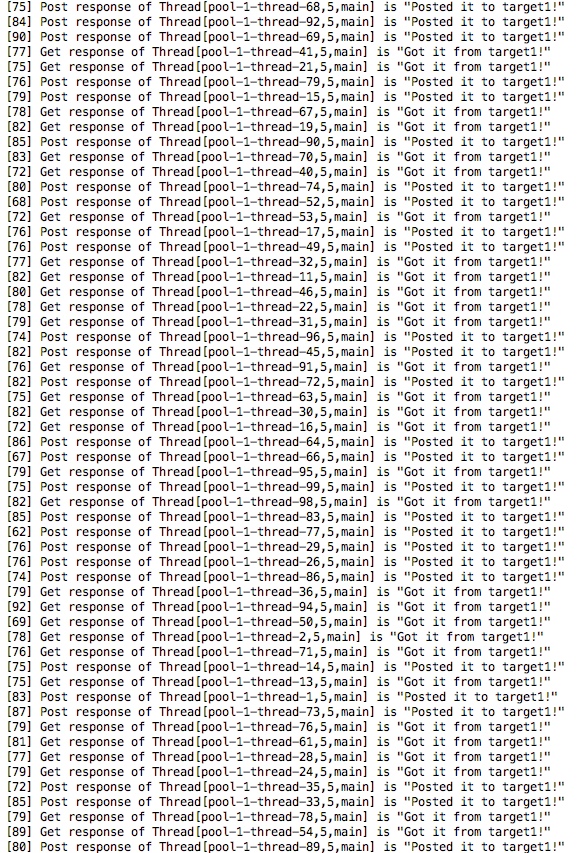 [75] Post response of Thread[pool-1-thread-68,5,main] is "Posted it to target1!"
[84] Post response of Thread[pool-1-thread-92,5,main] is "Posted it to target1!"
[90] Post response of Thread[pool-1-thread-69,5,main] is "Posted it to target1!"
[77] Get response of Thread[pool-1-thread-41,5,main] is "Got it from target1!"
[75] Get response of Thread[pool-1-thread-21,5,main] is "Got it from target1!"
[76] Post response of Thread[pool-1-thread-79,5,main] is "Posted it to target1!"
[79] Post response of Thread[pool-1-thread-15,5,main] is "Posted it to target1!"
[78] Get response of Thread[pool-1-thread-67,5,main] is "Got it from target1!"
[82] Get response of Thread[pool-1-thread-19,5,main] is "Got it from target1!"
[85] Post response of Thread[pool-1-thread-90,5,main] is "Posted it to target1!"
[83] Get response of Thread[pool-1-thread-70,5,main] is "Got it from target1!"
[72] Get response of Thread[pool-1-thread-40,5,main] is "Got it from target1!"
[80] Post response of Thread[pool-1-thread-74,5,main] is "Posted it to target1!"
[68] Post response of Thread[pool-1-thread-52,5,main] is "Posted it to target1!"
[72] Get response of Thread[pool-1-thread-53,5,main] is "Got it from target1!"
[76] Post response of Thread[pool-1-thread-17,5,main] is "Posted it to target1!"
[76] Post response of Thread[pool-1-thread-49,5,main] is "Posted it to target1!"
[77] Get response of Thread[pool-1-thread-32,5,main] is "Got it from target1!"
[82] Get response of Thread[pool-1-thread-11,5,main] is "Got it from target1!"
[80] Get response of Thread[pool-1-thread-46,5,main] is "Got it from target1!"
[78] Get response of Thread[pool-1-thread-22,5,main] is "Got it from target1!"
[79] Get response of Thread[pool-1-thread-31,5,main] is "Got it from target1!"
[74] Post response of Thread[pool-1-thread-96,5,main] is "Posted it to target1!"
[82] Post response of Thread[pool-1-thread-45,5,main] is "Posted it to target1!"
[76] Get response of Thread[pool-1-thread-91,5,main] is "Got it from target1!"
[82] Post response of Thread[pool-1-thread-72,5,main] is "Posted it to target1!"
[75] Get response of Thread[pool-1-thread-63,5,main] is "Got it from target1!"
[82] Get response of Thread[pool-1-thread-30,5,main] is "Got it from target1!"
[72] Get response of Thread[pool-1-thread-16,5,main] is "Got it from target1!"
[86] Post response of Thread[pool-1-thread-64,5,main] is "Posted it to target1!"
[67] Post response of Thread[pool-1-thread-66,5,main] is "Posted it to target1!"
[79] Get response of Thread[pool-1-thread-95,5,main] is "Got it from target1!"
[75] Post response of Thread[pool-1-thread-99,5,main] is "Posted it to target1!"
[82] Get response of Thread[pool-1-thread-98,5,main] is "Got it from target1!"
[85] Post response of Thread[pool-1-thread-83,5,main] is "Posted it to target1!"
[62] Post response of Thread[pool-1-thread-77,5,main] is "Posted it to target1!"
[76] Post response of Thread[pool-1-thread-29,5,main] is "Posted it to target1!"
[76] Post response of Thread[pool-1-thread-26,5,main] is "Posted it to target1!"
[74] Post response of Thread[pool-1-thread-86,5,main] is "Posted it to target1!"
[79] Get response of Thread[pool-1-thread-36,5,main] is "Got it from target1!"
[92] Get response of Thread[pool-1-thread-94,5,main] is "Got it from target1!"
[69] Get response of Thread[pool-1-thread-50,5,main] is "Got it from target1!"
[78] Get response of Thread[pool-1-thread-2,5,main] is "Got it from target1!"
[76] Get response of Thread[pool-1-thread-71,5,main] is "Got it from target1!"
[75] Post response of Thread[pool-1-thread-14,5,main] is "Posted it to target1!"
[75] Get response of Thread[pool-1-thread-13,5,main] is "Got it from target1!"
[83] Post response of Thread[pool-1-thread-1,5,main] is "Posted it to target1!"
[87] Post response of Thread[pool-1-thread-73,5,main] is "Posted it to target1!"
[79] Get response of Thread[pool-1-thread-76,5,main] is "Got it from target1!"
[81] Get response of Thread[pool-1-thread-61,5,main] is "Got it from target1!"
[77] Get response of Thread[pool-1-thread-28,5,main] is "Got it from target1!"
[79] Get response of Thread[pool-1-thread-24,5,main] is "Got it from target1!"
[72] Post response of Thread[pool-1-thread-35,5,main] is "Posted it to target1!"
[85] Post response of Thread[pool-1-thread-33,5,main] is "Posted it to target1!"
[79] Get response of Thread[pool-1-thread-78,5,main] is "Got it from target1!"
[89] Get response of Thread[pool-1-thread-54,5,main] is "Got it from target1!"
[80] Post response of Thread[pool-1-thread-89,5,main] is "Posted it to target1!"